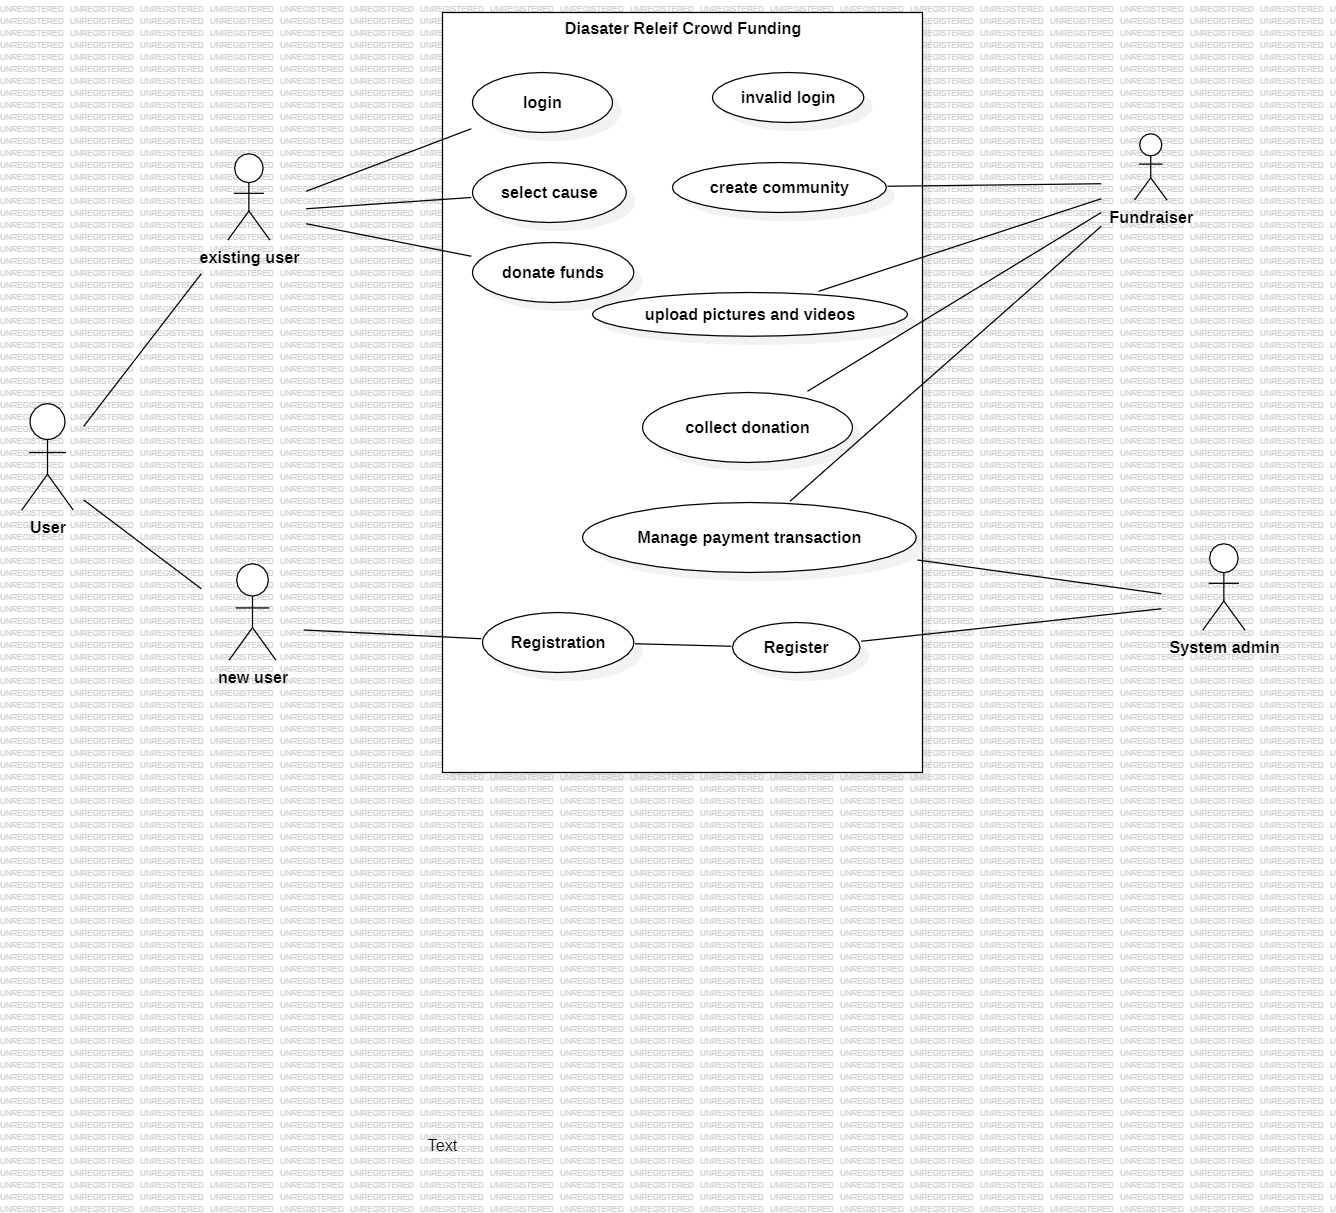 Diasater Releif Crowd Funding
login
invalid login
select cause
create community
existing user
Fundraiser
donate funds
upload pictures and videos
collect donation
User
Manage payment transaction
Registration
Register
System admin
new user
Text
UNREGISTERED